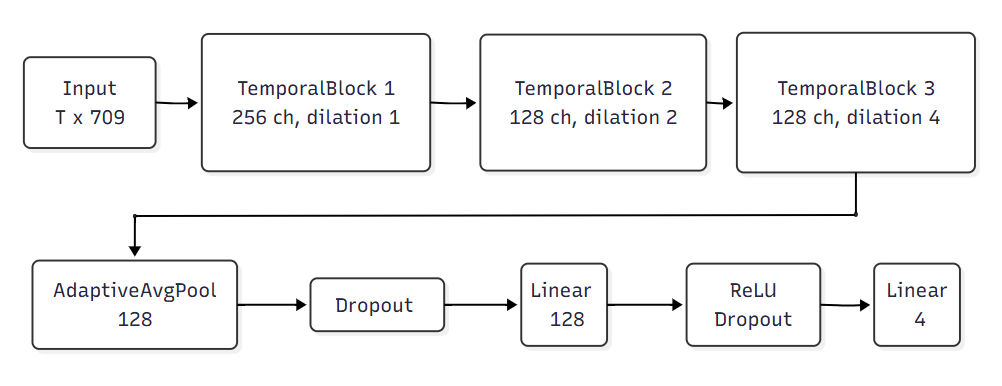 Input
T x 709
TemporalBlock 1
256 ch, dilation 1
TemporalBlock 2
128 ch, dilation 2
TemporalBlock 3
128 ch, dilation 4
AdaptiveAvgPool
128
Dropout
Linear
128
ReLU
Dropout
Linear
4